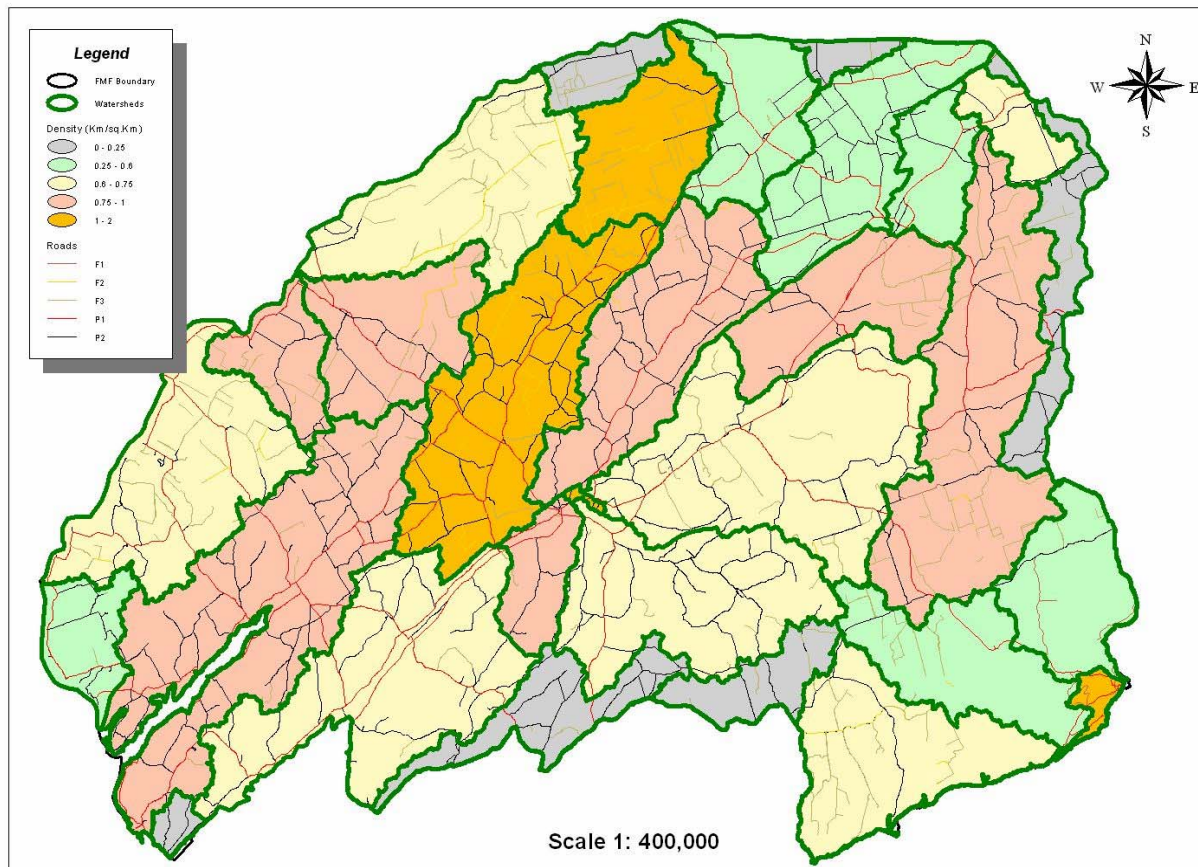 Legend
FMF Boundary
Watersheds
Density (Km/sq.Km)
0 - 0.25
0.25 - 0.6
0.6 - 0.75
0.75 - 1
1 - 2
Roads
F1
F2
F3
P1
P2
N
W
E
S
Scale 1: 400,000